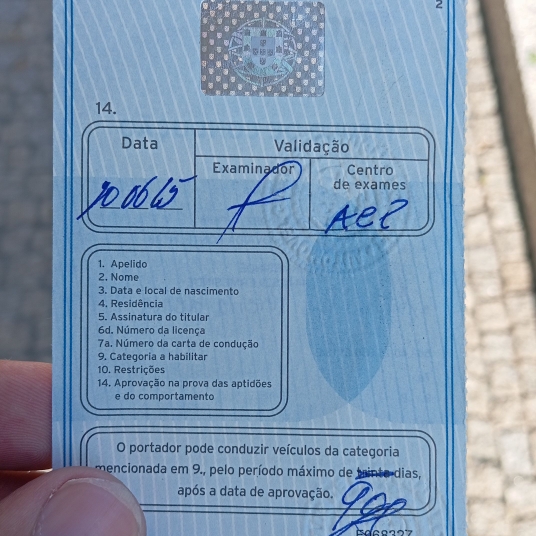 2
14.
Data
Validação
Examinador
Centro
de exames
AEP
1. Apelido
2. Nome
3. Data e local de nascimento
4. Residência
5. Assinatura do titular
6d. Número da licença
7a. Número da carta de condução
9. Categoria a habilitar
10. Restrições
14. Aprovação na prova das aptidões
e do comportamento
O portador pode conduzir veículos da categoria
mencionada em 9., pelo período máximo de trinta dias,
após a data de aprovação.